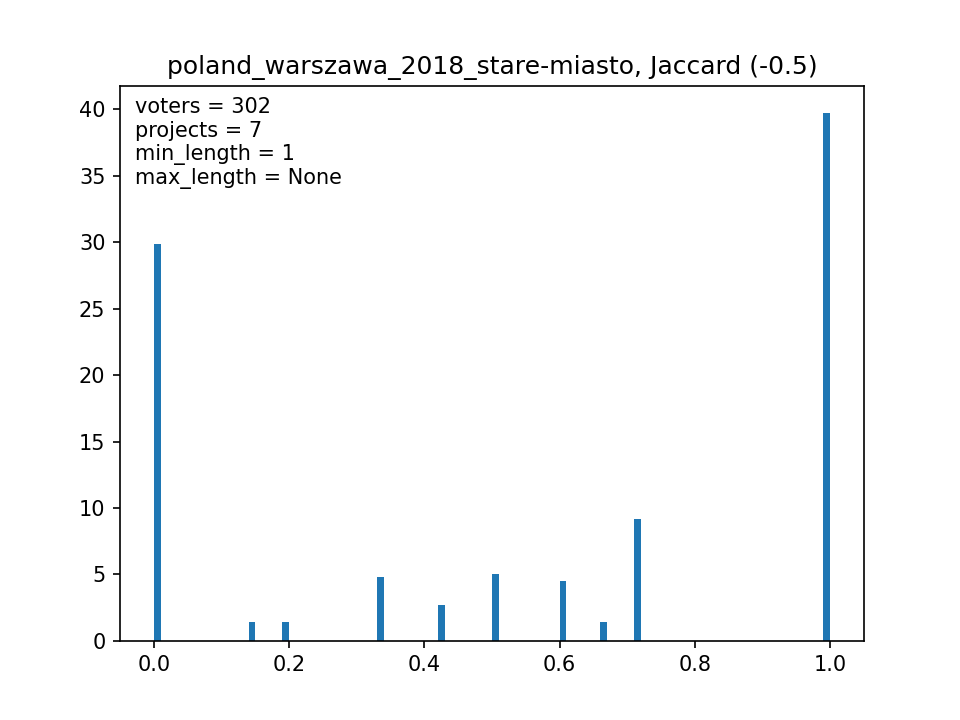 poland_warszawa_2018_stare-miasto, Jaccard (-0.5)
voters = 302
projects = 7
min_length = 1
max_length = None
40
35
30
25
20
15
10
5
0
0.0 0.2 0.4 0.6 0.8 1.0